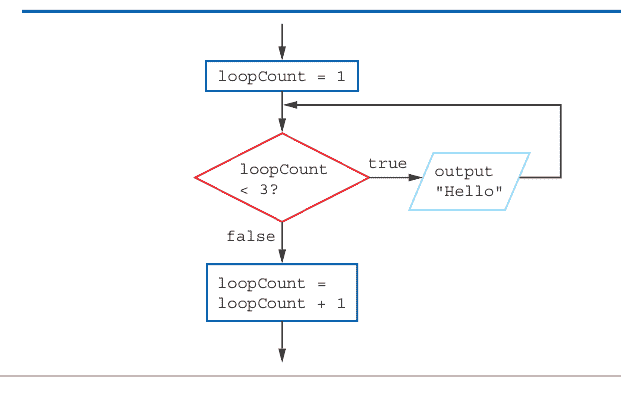 loopCount = 1
loopCount
< 3?
true
output
"Hello"
false
loopCount =
loopCount + 1